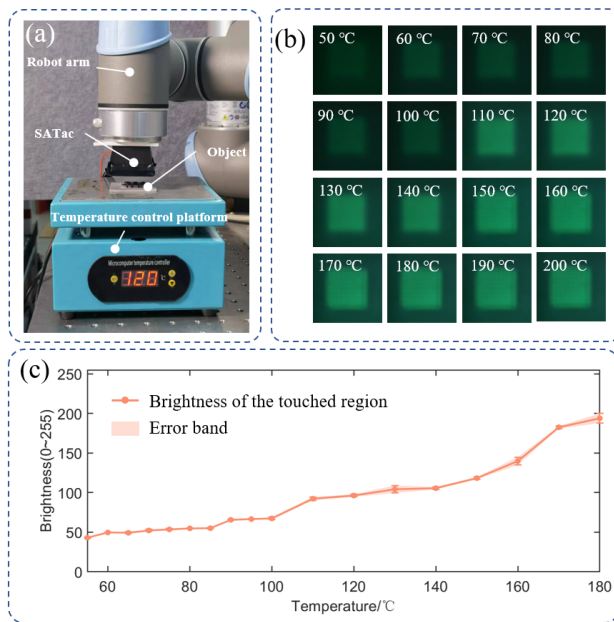 (a)
Robot arm
SATac
Object
Temperature control platform
Microcomputer temperature controller
120
℃
(b)
50 ℃ 60 ℃ 70 ℃ 80 ℃
90 ℃ 100 ℃ 110 ℃ 120 ℃
130 ℃ 140 ℃ 150 ℃ 160 ℃
170 ℃ 180 ℃ 190 ℃ 200 ℃
(c)
250
200
150
100
50
0
Brightness(0~255)
Brightness of the touched region
Error band
60 80 100 120 140 160 180
Temperature/℃